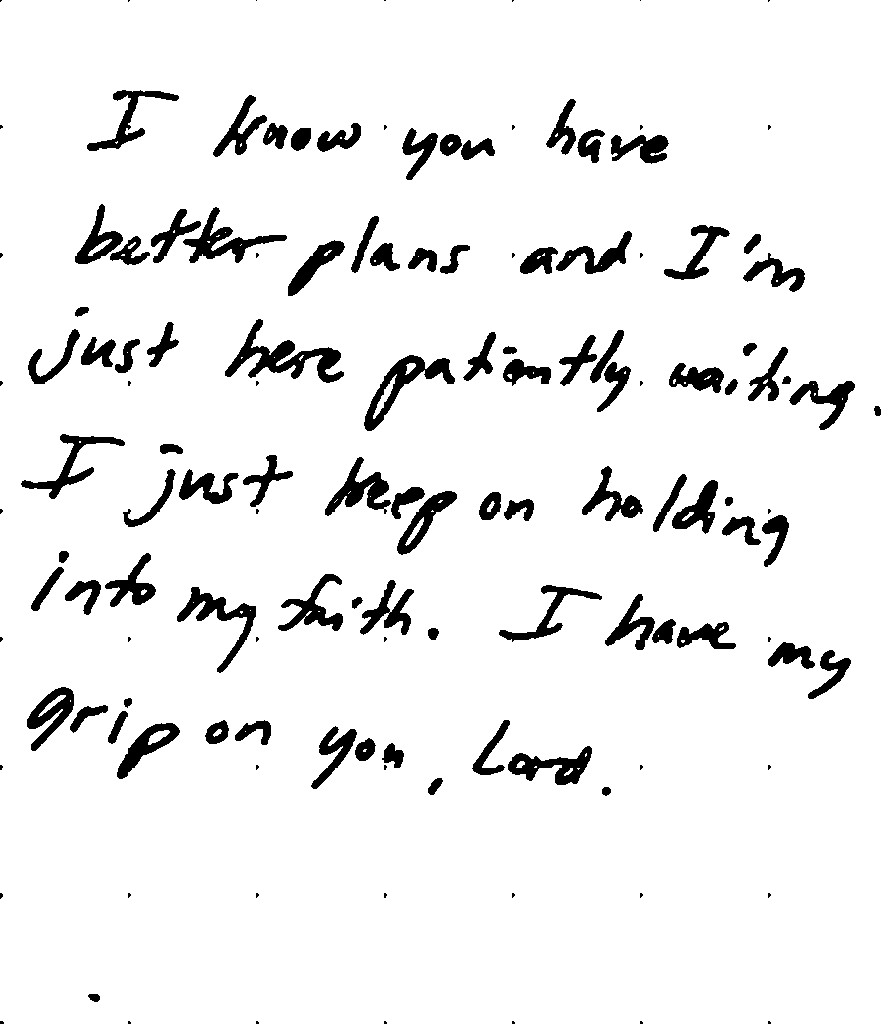 I know you have
better plans and I'm
just here patiently waiting.
I just keep on holding
into my faith. I have my
grip on you, Lord.